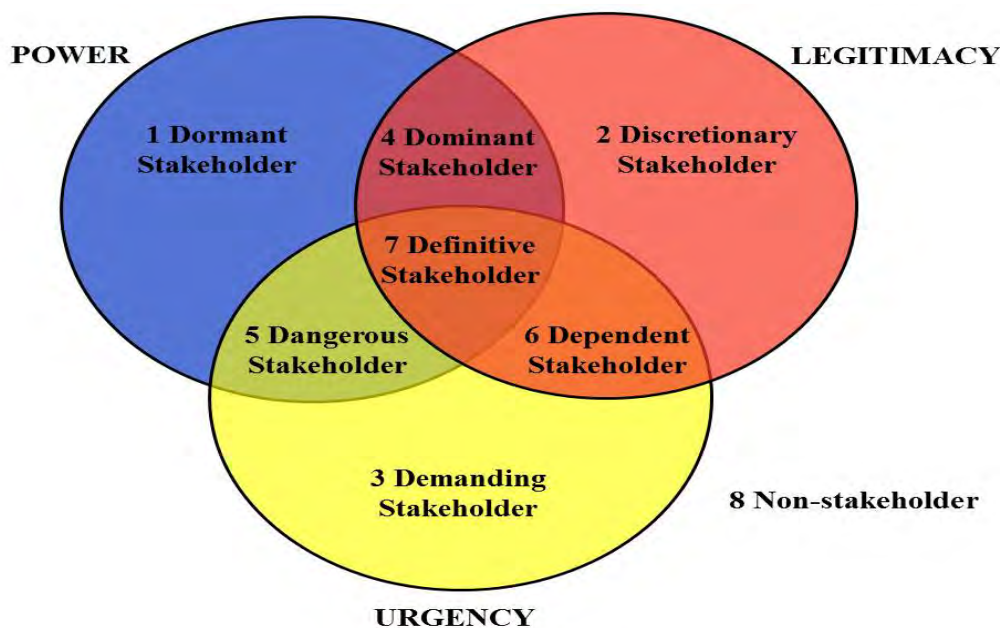 POWER
LEGITIMACY
1 Dormant
Stakeholder
4 Dominant
Stakeholder
2 Discretionary
Stakeholder
7 Definitive
Stakeholder
5 Dangerous
Stakeholder
6 Dependent
Stakeholder
3 Demanding
Stakeholder
8 Non-stakeholder
URGENCY